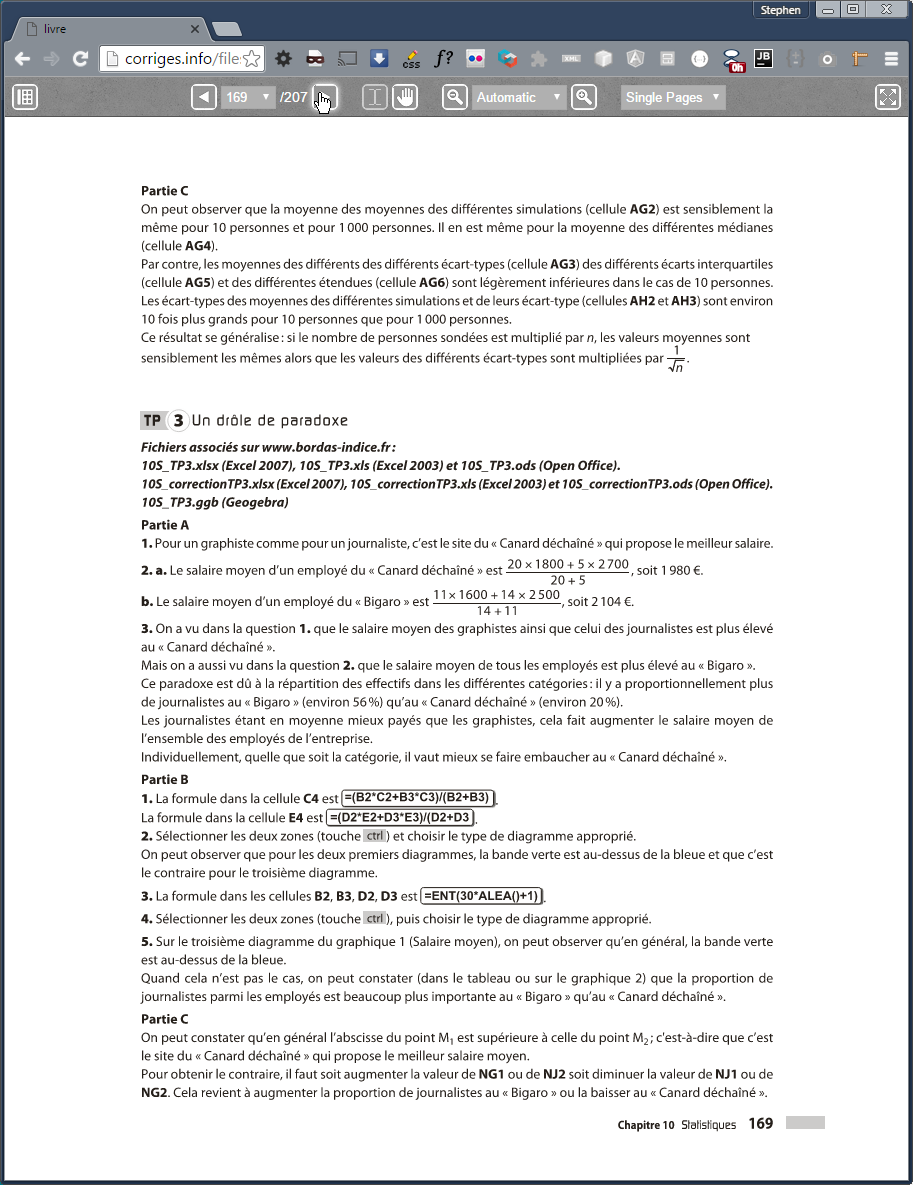 Stephen
livre
corriges.info/file
css
f?
XML
0h
JB
169
/207
Automatic
Single Pages
Partie C
On peut observer que la moyenne des moyennes des différentes simulations (cellule AG2) est sensiblement la
même pour 10 personnes et pour 1 000 personnes. Il en est même pour la moyenne des différentes médianes
(cellule AG4).
Par contre, les moyennes des différents des différents écart-types (cellule AG3) des différents écarts interquartiles
(cellule AG5) et des différentes étendues (cellule AG6) sont légèrement inférieures dans le cas de 10 personnes.
Les écart-types des moyennes des différentes simulations et de leurs écart-type (cellules AH2 et AH3) sont environ
10 fois plus grands pour 10 personnes que pour 1 000 personnes.
Ce résultat se généralise : si le nombre de personnes sondées est multiplié par n, les valeurs moyennes sont
sensiblement les mêmes alors que les valeurs des différents écart-types sont multipliées par 1/√n.
TP 3 Un drôle de paradoxe
Fichiers associés sur www.bordas-indice.fr :
10S_TP3.xlsx (Excel 2007), 10S_TP3.xls (Excel 2003) et 10S_TP3.ods (Open Office).
10S_correctionTP3.xlsx (Excel 2007), 10S_correctionTP3.xls (Excel 2003) et 10S_correctionTP3.ods (Open Office).
10S_TP3.ggb (Geogebra)
Partie A
1. Pour un graphiste comme pour un journaliste, c'est le site du « Canard déchaîné » qui propose le meilleur salaire.
2. a. Le salaire moyen d'un employé du « Canard déchaîné » est (20 × 1800 + 5 × 2 700)/(20 + 5), soit 1 980 €.
b. Le salaire moyen d'un employé du « Bigaro » est (11 × 1600 + 14 × 2 500)/(14 + 11), soit 2 104 €.
3. On a vu dans la question 1. que le salaire moyen des graphistes ainsi que celui des journalistes est plus élevé
au « Canard déchaîné ».
Mais on a aussi vu dans la question 2. que le salaire moyen de tous les employés est plus élevé au « Bigaro ».
Ce paradoxe est dû à la répartition des effectifs dans les différentes catégories : il y a proportionnellement plus
de journalistes au « Bigaro » (environ 56 %) qu'au « Canard déchaîné » (environ 20 %).
Les journalistes étant en moyenne mieux payés que les graphistes, cela fait augmenter le salaire moyen de
l'ensemble des employés de l'entreprise.
Individuellement, quelle que soit la catégorie, il vaut mieux se faire embaucher au « Canard déchaîné ».
Partie B
1. La formule dans la cellule C4 est =(B2*C2+B3*C3)/(B2+B3).
La formule dans la cellule E4 est =(D2*E2+D3*E3)/(D2+D3.
2. Sélectionner les deux zones (touche ctrl) et choisir le type de diagramme approprié.
On peut observer que pour les deux premiers diagrammes, la bande verte est au-dessus de la bleue et que c'est
le contraire pour le troisième diagramme.
3. La formule dans les cellules B2, B3, D2, D3 est =ENT(30*ALEA()+1).
4. Sélectionner les deux zones (touche ctrl), puis choisir le type de diagramme approprié.
5. Sur le troisième diagramme du graphique 1 (Salaire moyen), on peut observer qu'en général, la bande verte
est au-dessus de la bleue.
Quand cela n'est pas le cas, on peut constater (dans le tableau ou sur le graphique 2) que la proportion de
journalistes parmi les employés est beaucoup plus importante au « Bigaro » qu'au « Canard déchaîné ».
Partie C
On peut constater qu'en général l'abscisse du point M₁ est supérieure à celle du point M₂ ; c'est-à-dire que c'est
le site du « Canard déchaîné » qui propose le meilleur salaire moyen.
Pour obtenir le contraire, il faut soit augmenter la valeur de NG1 ou de NJ2 soit diminuer la valeur de NJ1 ou de
NG2. Cela revient à augmenter la proportion de journalistes au « Bigaro » ou la baisser au « Canard déchaîné ».
Chapitre 10 Statistiques 169